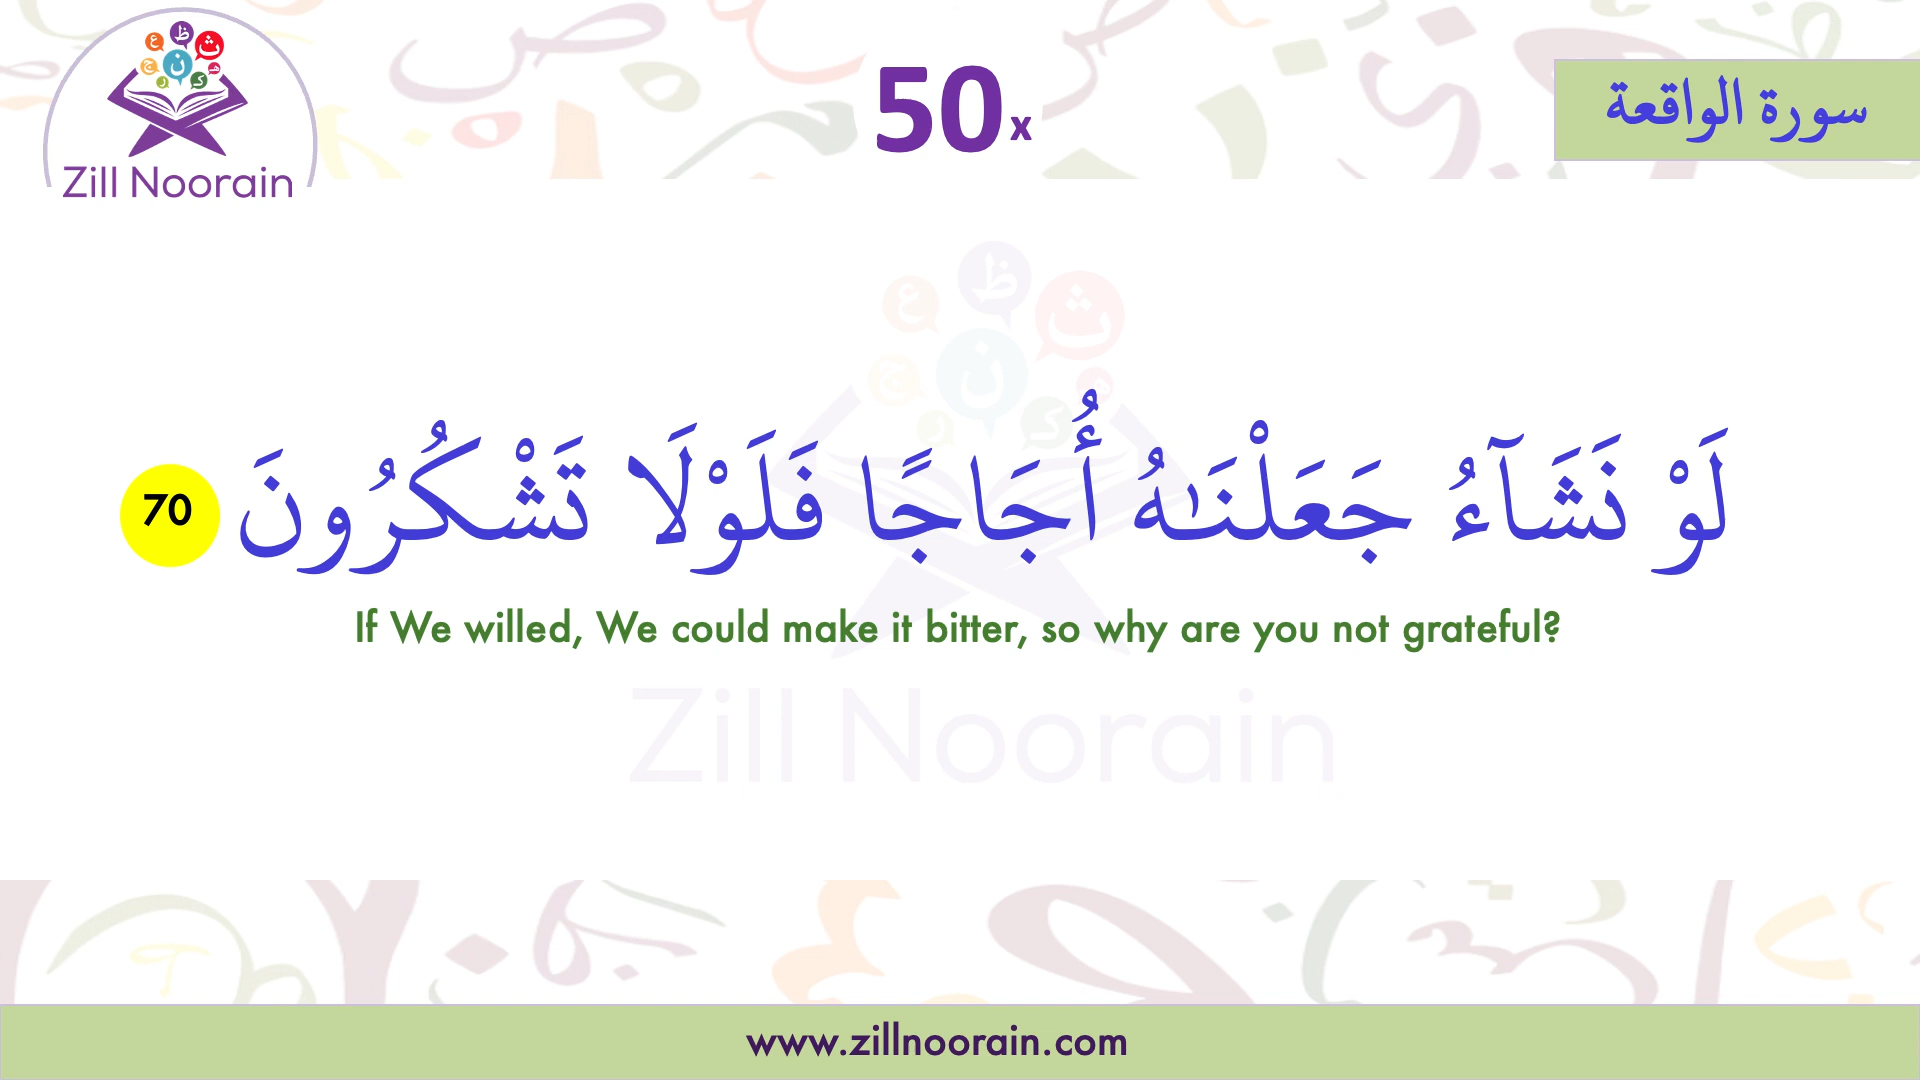 Zill Noorain
50x
سورة الواقعة
لَوْ نَشَآءُ جَعَلْنَٰهُ أُجَاجًا فَلَوْلَا تَشْكُرُونَ 70
If We willed, We could make it bitter, so why are you not grateful?
Zill Noorain
www.zillnoorain.com